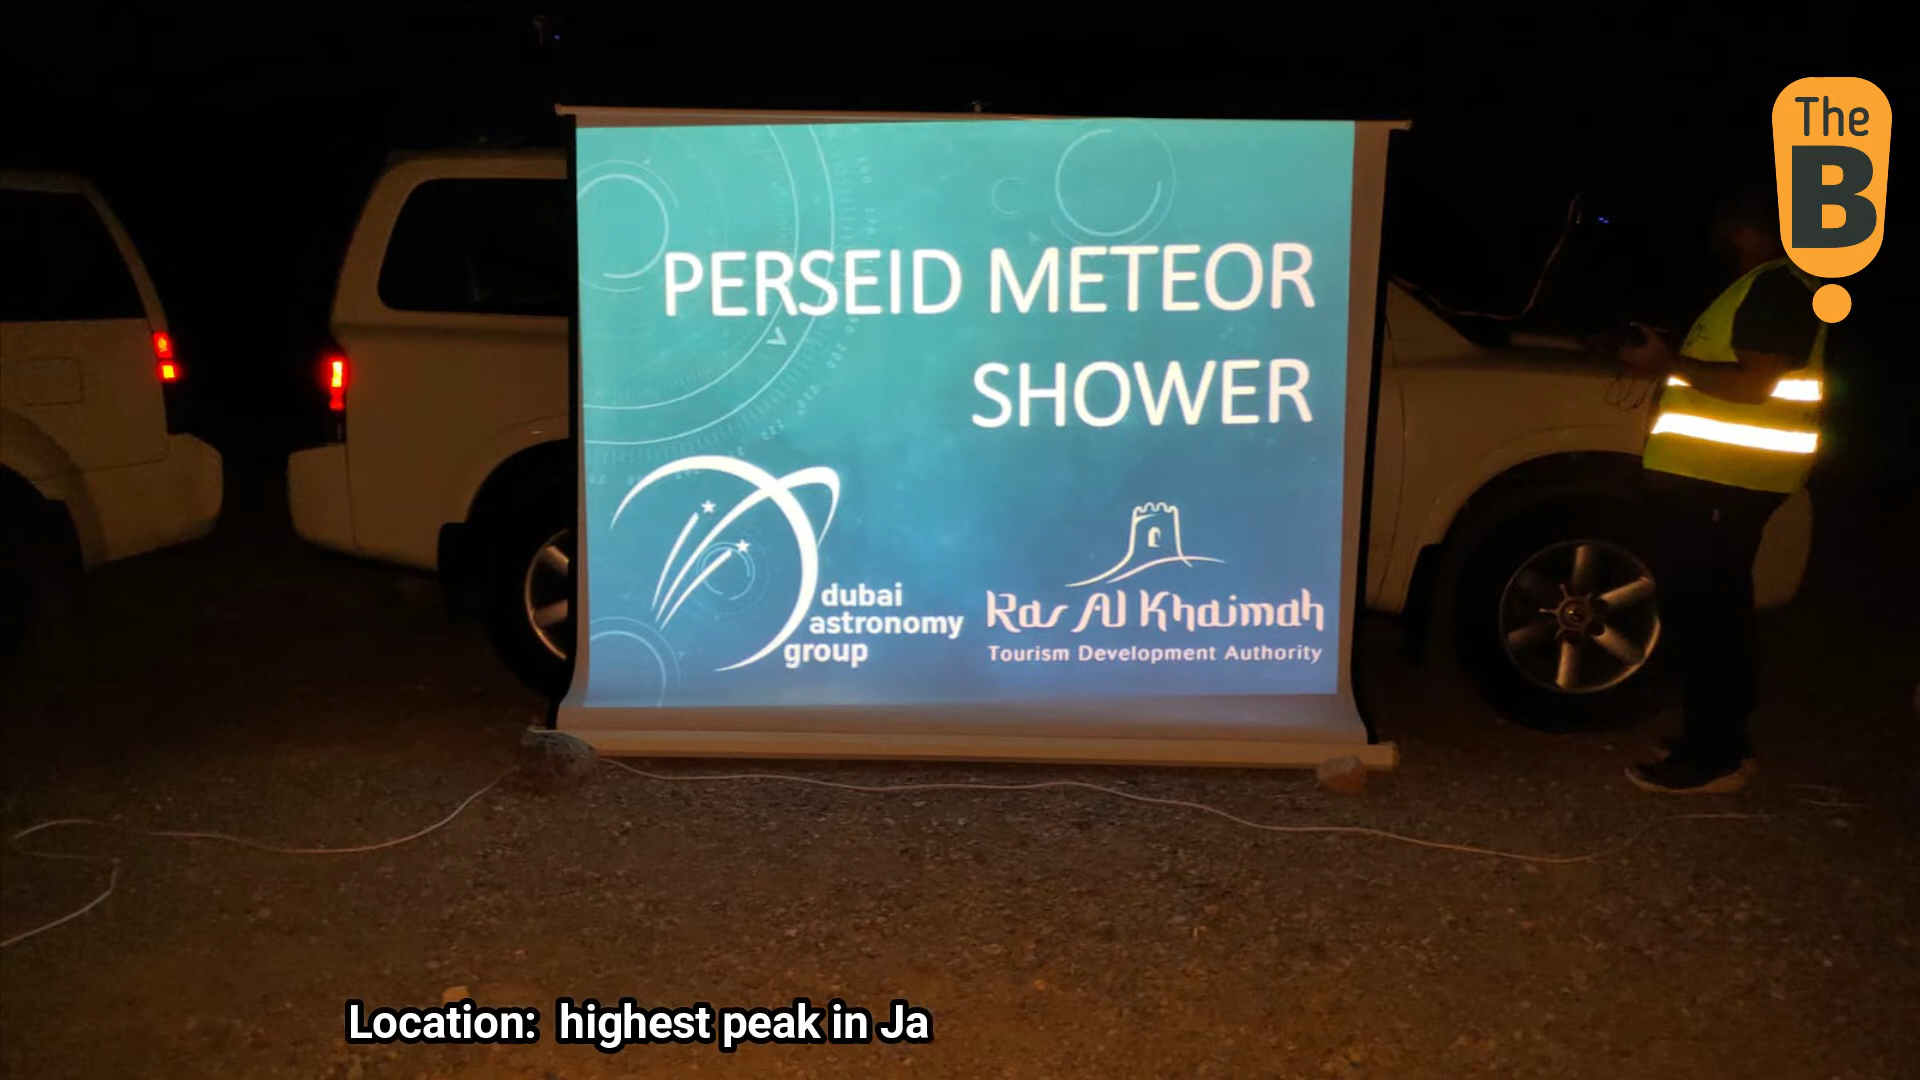 The
B
PERSEID METEOR
SHOWER
dubai
astronomy
group
Ras Al Khaimah
Tourism Development Authority
Location:  highest peak in Ja